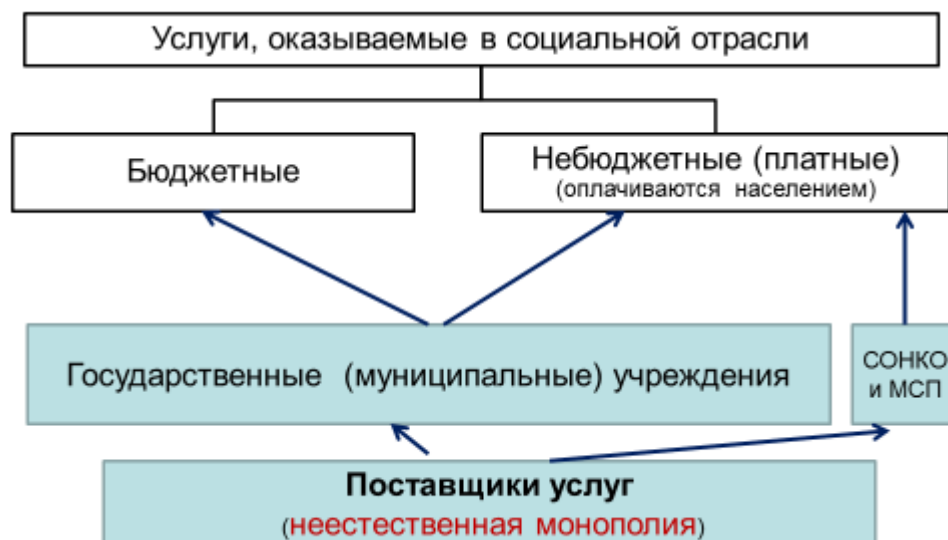 Услуги, оказываемые в социальной отрасли
Бюджетные
Небюджетные (платные)
(оплачиваются населением)
Государственные (муниципальные) учреждения
СОНКО
и МСП
Поставщики услуг
(неестественная монополия)